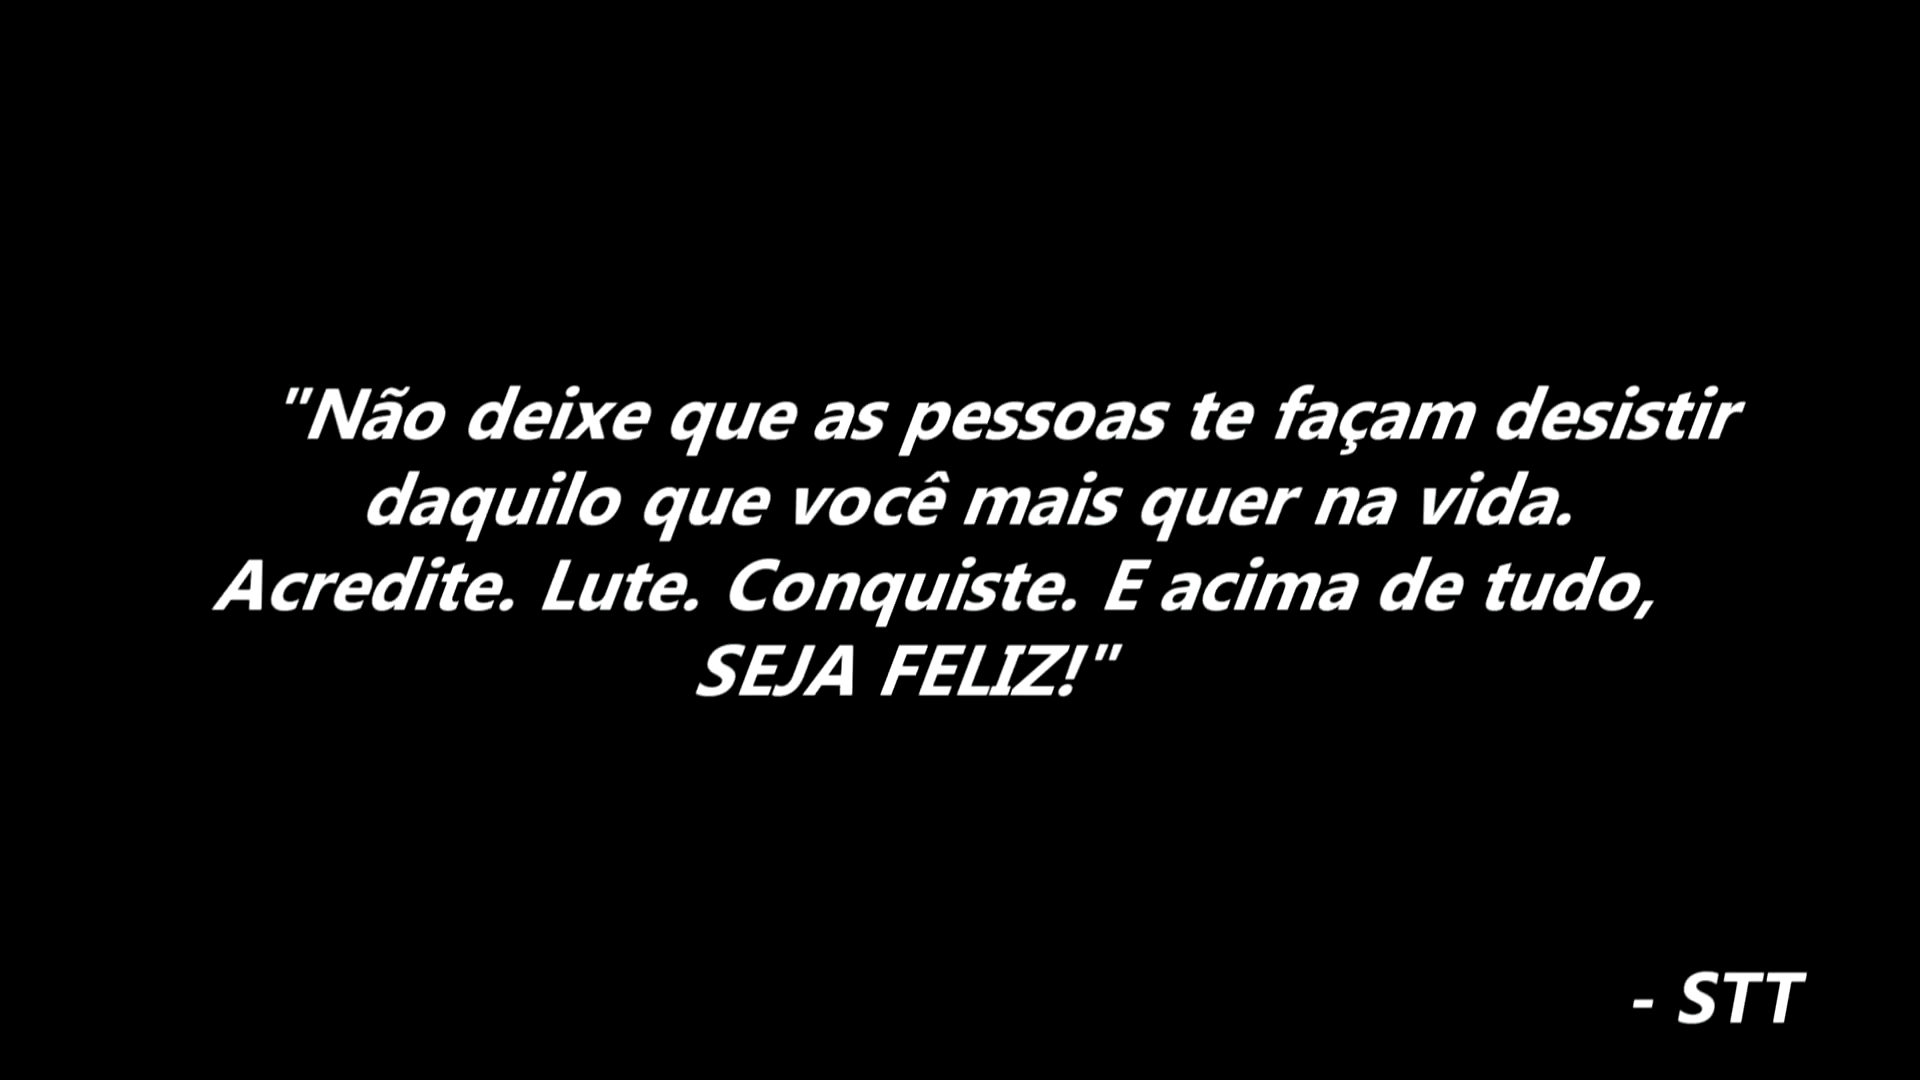 "Não deixe que as pessoas te façam desistir
daquilo que você mais quer na vida.
Acredite. Lute. Conquiste. E acima de tudo,
SEJA FELIZ!"
- STT